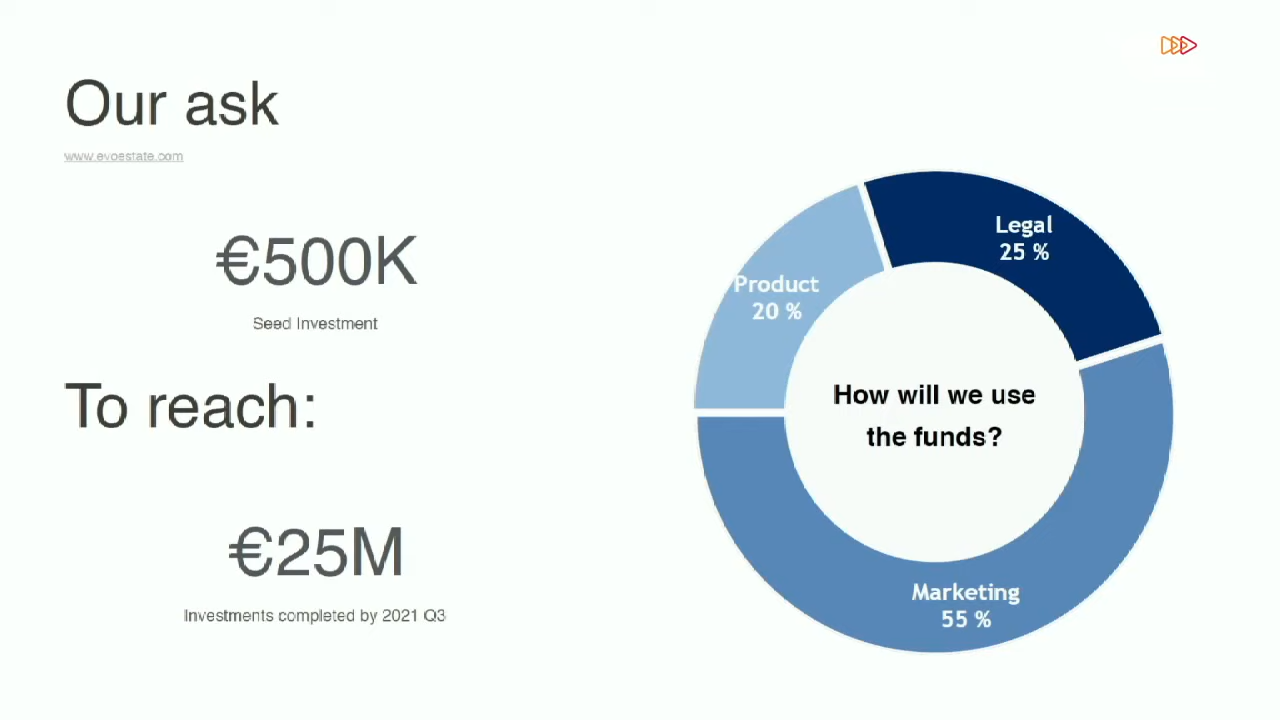 Our ask
www.evoestate.com
€500K
Seed Investment
To reach:
€25M
Investments completed by 2021 Q3
Legal
25 %
Product
20 %
How will we use
the funds?
Marketing
55 %